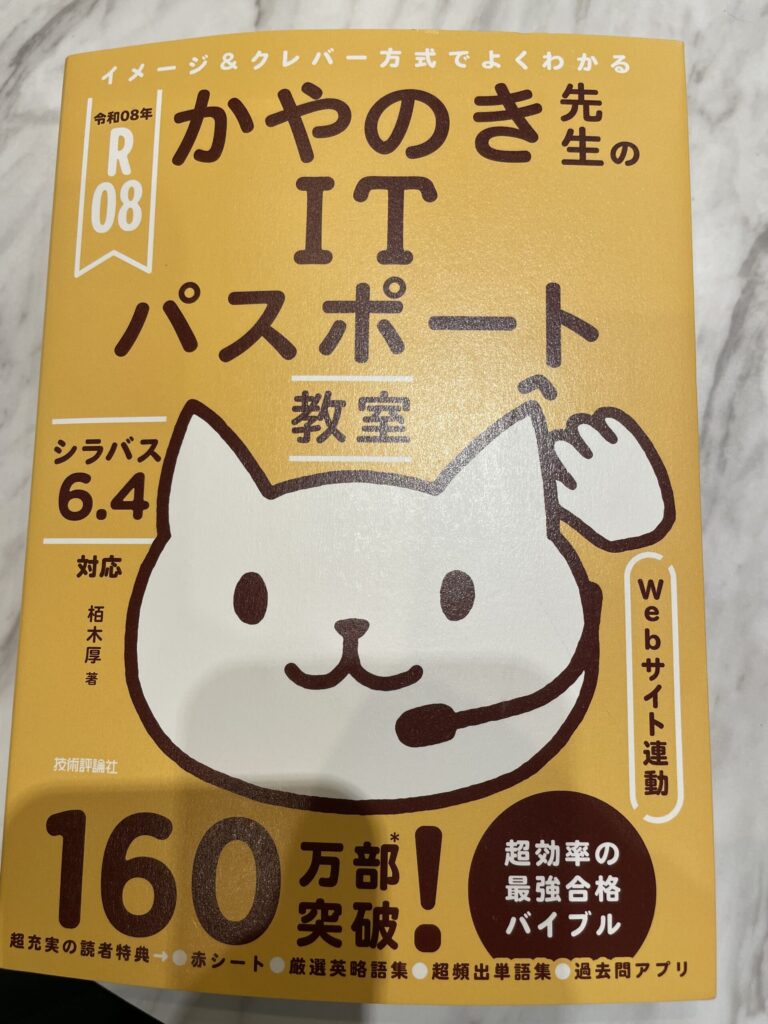 イメージ&クレバー方式でよくわかる
令和08年
R
08
かやのき先生の
IT
パスポート
教室
シラバス
6.4
対応
栢木厚 著
Webサイト連動
技術評論社
160万部*突破!
超効率の
最強合格
バイブル
超充実の読者特典→●赤シート●厳選英略語集●超頻出単語集●過去問アプリ